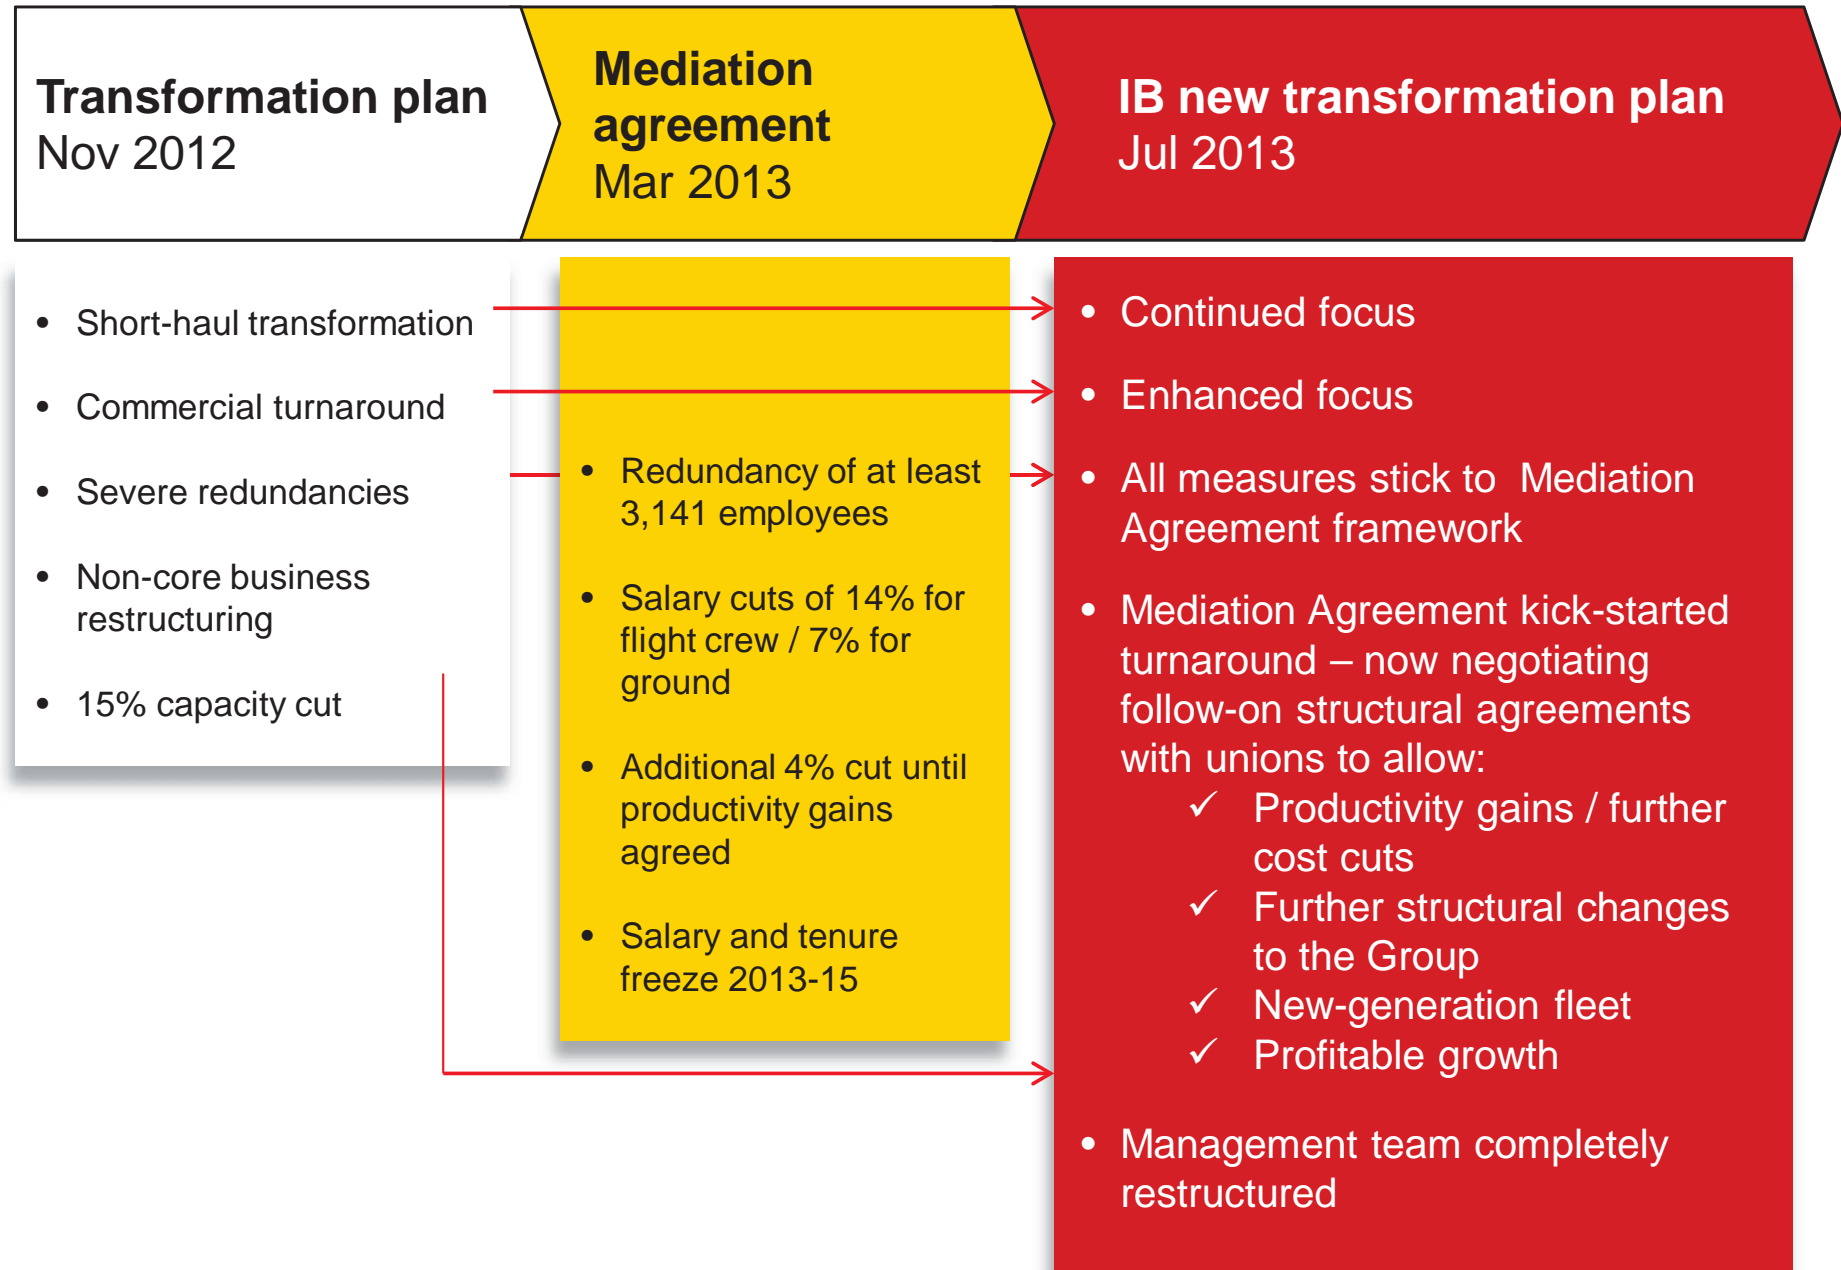 Transformation plan
Nov 2012
Mediation
agreement
Mar 2013
IB new transformation plan
Jul 2013
• Short-haul transformation
• Commercial turnaround
• Severe redundancies
• Non-core business
restructuring
• 15% capacity cut
• Redundancy of at least
3,141 employees
• Salary cuts of 14% for
flight crew / 7% for
ground
• Additional 4% cut until
productivity gains
agreed
• Salary and tenure
freeze 2013-15
• Continued focus
• Enhanced focus
• All measures stick to Mediation
Agreement framework
• Mediation Agreement kick-started
turnaround – now negotiating
follow-on structural agreements
with unions to allow:
✓ Productivity gains / further
cost cuts
✓ Further structural changes
to the Group
✓ New-generation fleet
✓ Profitable growth
• Management team completely
restructured